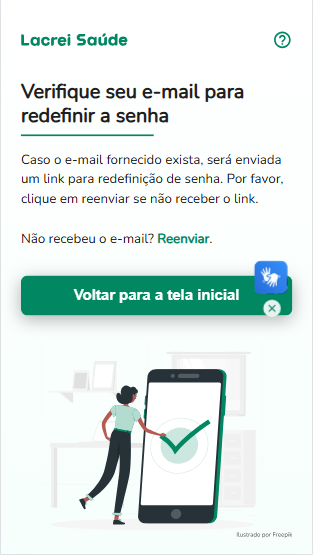 Lacrei Saúde
Verifique seu e-mail para
redefinir a senha
Caso o e-mail fornecido exista, será enviada
um link para redefinição de senha. Por favor,
clique em reenviar se não receber o link.
Não recebeu o e-mail? Reenviar.
Voltar para a tela inicial
Ilustrado por Freepik